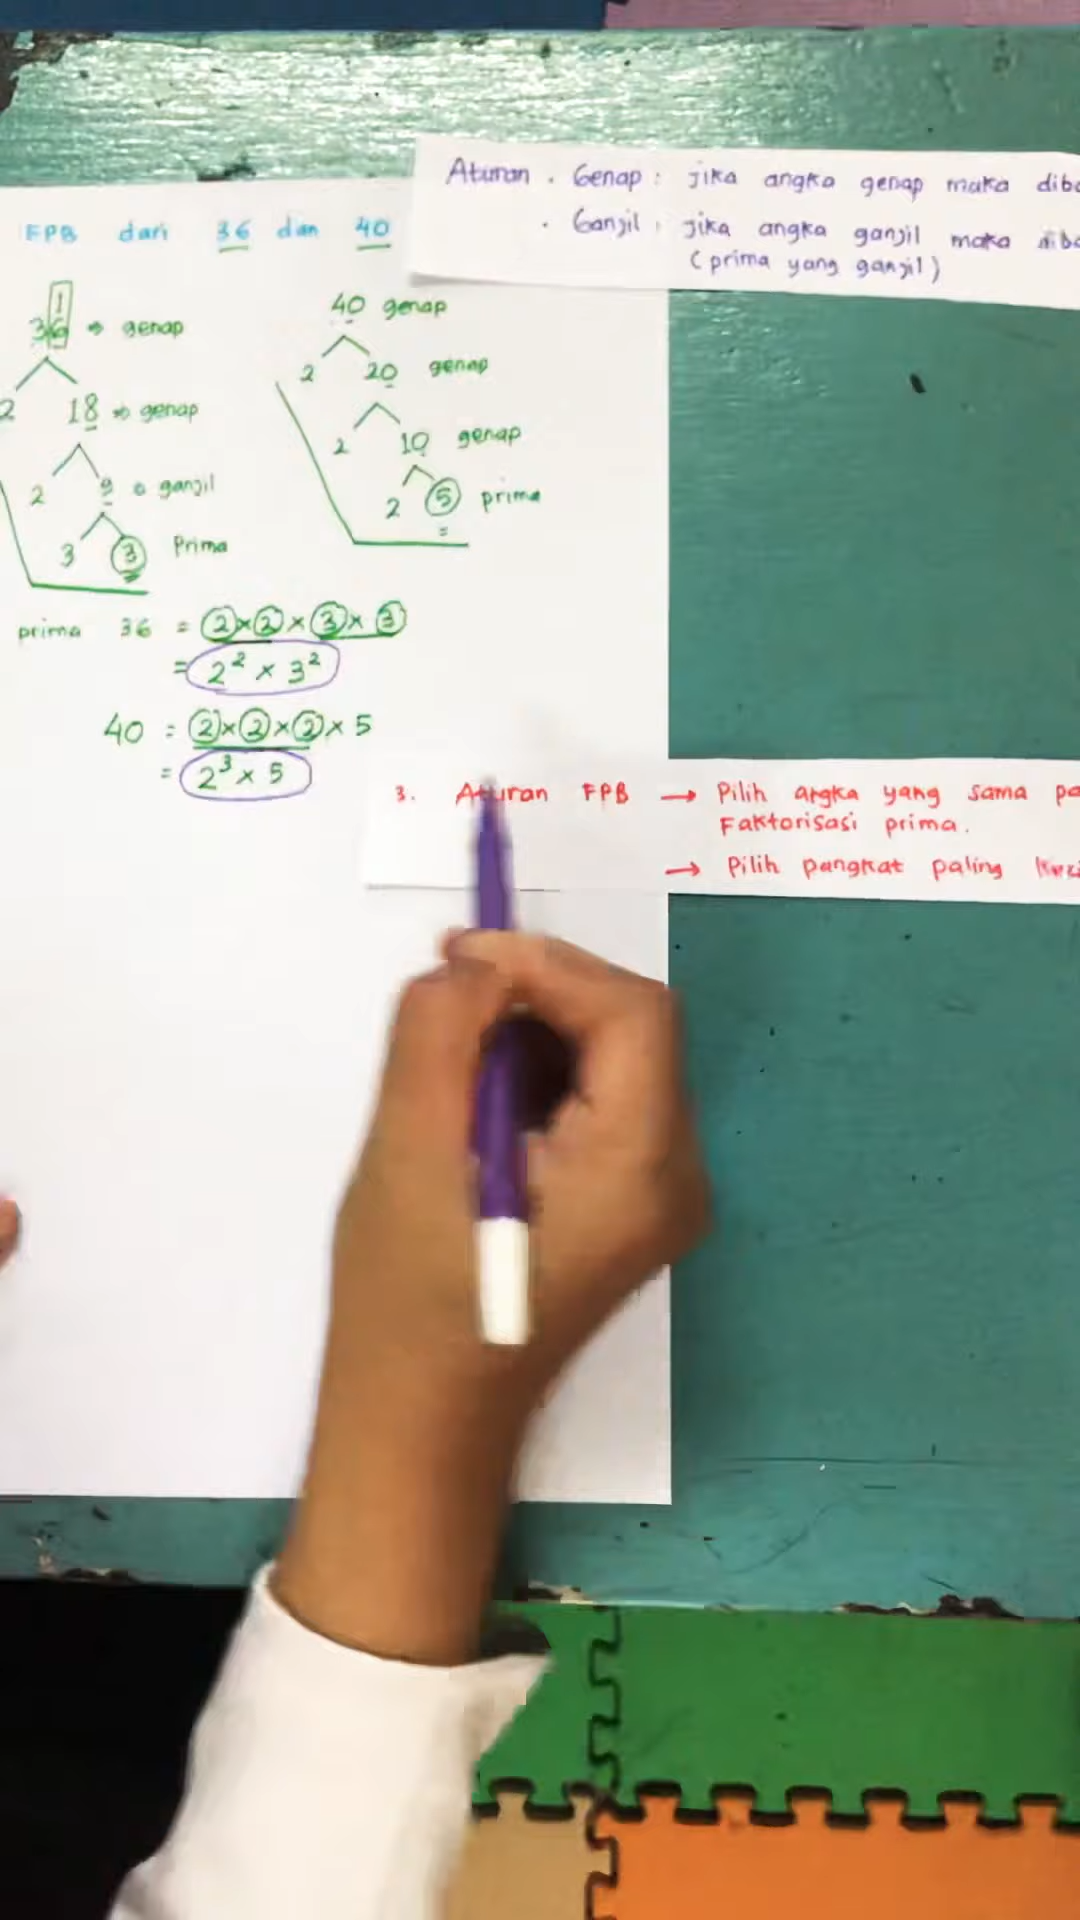 Aturan . Genap : jika angka genap maka
. Ganjil : jika angka ganjil maka
(prima yang ganjil)
FPB dari 36 dan 40
1
36 ⇒ genap
2 18 ⇒ genap
2 9 ganjil
3 3 Prima
40 genap
2 20 genap
2 10 genap
2 5 prima
=
prima 36 = 2 × 2 × 3 × 3
= 2² × 3²
40 = 2 × 2 × 2 × 5
= 2³ × 5
3. Aturan FPB → Pilih angka yang sama
Faktorisasi prima.
→ Pilih pangkat paling